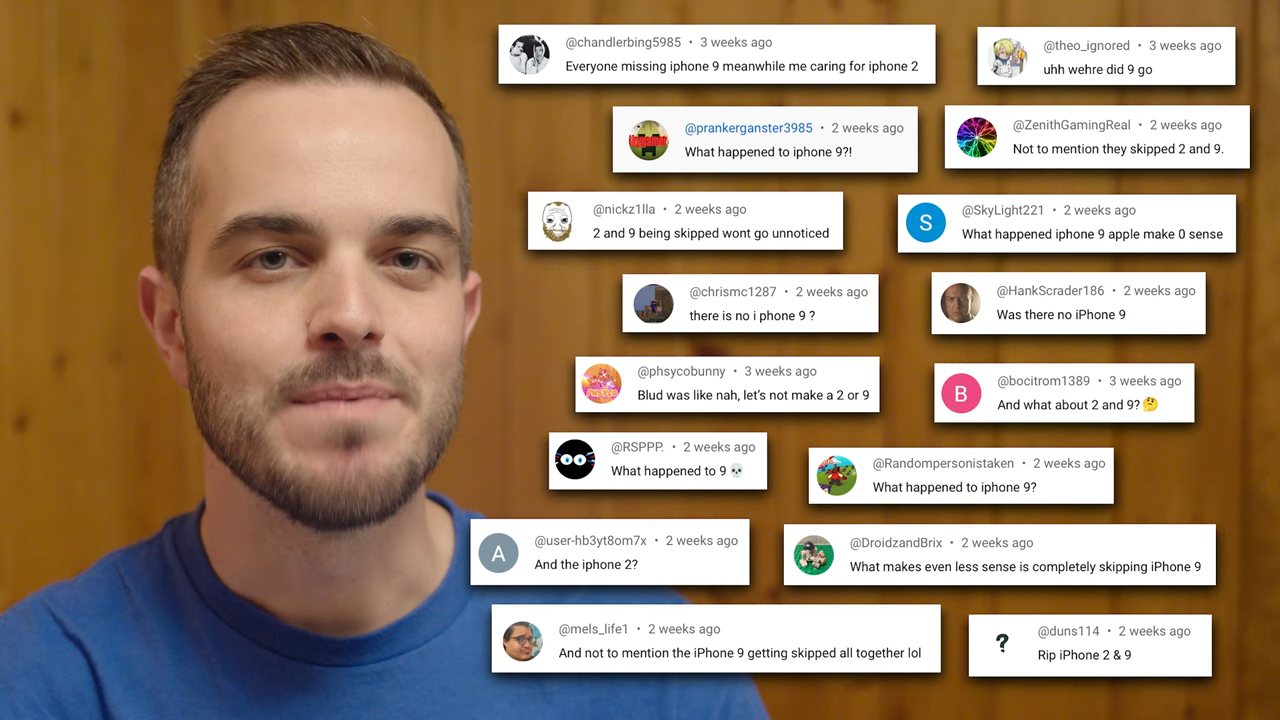 @chandlerbing5985 • 3 weeks ago
Everyone missing iphone 9 meanwhile me caring for iphone 2
@theo_ignored • 3 weeks ago
uhh wehre did 9 go
@prankerganster3985 • 2 weeks ago
What happened to iphone 9?!
@ZenithGamingReal • 2 weeks ago
Not to mention they skipped 2 and 9.
@nickz1lla • 2 weeks ago
2 and 9 being skipped wont go unnoticed
S
@SkyLight221 • 2 weeks ago
What happened iphone 9 apple make 0 sense
@chrismc1287 • 2 weeks ago
there is no i phone 9 ?
@HankScrader186 • 2 weeks ago
Was there no iPhone 9
@phsycobunny • 3 weeks ago
Blud was like nah, let's not make a 2 or 9
B
@bocitrom1389 • 3 weeks ago
And what about 2 and 9?🤔
@RSPPP. • 2 weeks ago
What happened to 9 💀
@Randompersonistaken • 2 weeks ago
What happened to iphone 9?
A
@user-hb3yt8om7x • 2 weeks ago
And the iphone 2?
@DroidzandBrix • 2 weeks ago
What makes even less sense is completely skipping iPhone 9
@mels_life1 • 2 weeks ago
And not to mention the iPhone 9 getting skipped all together lol
?
@duns114 • 2 weeks ago
Rip iPhone 2 & 9